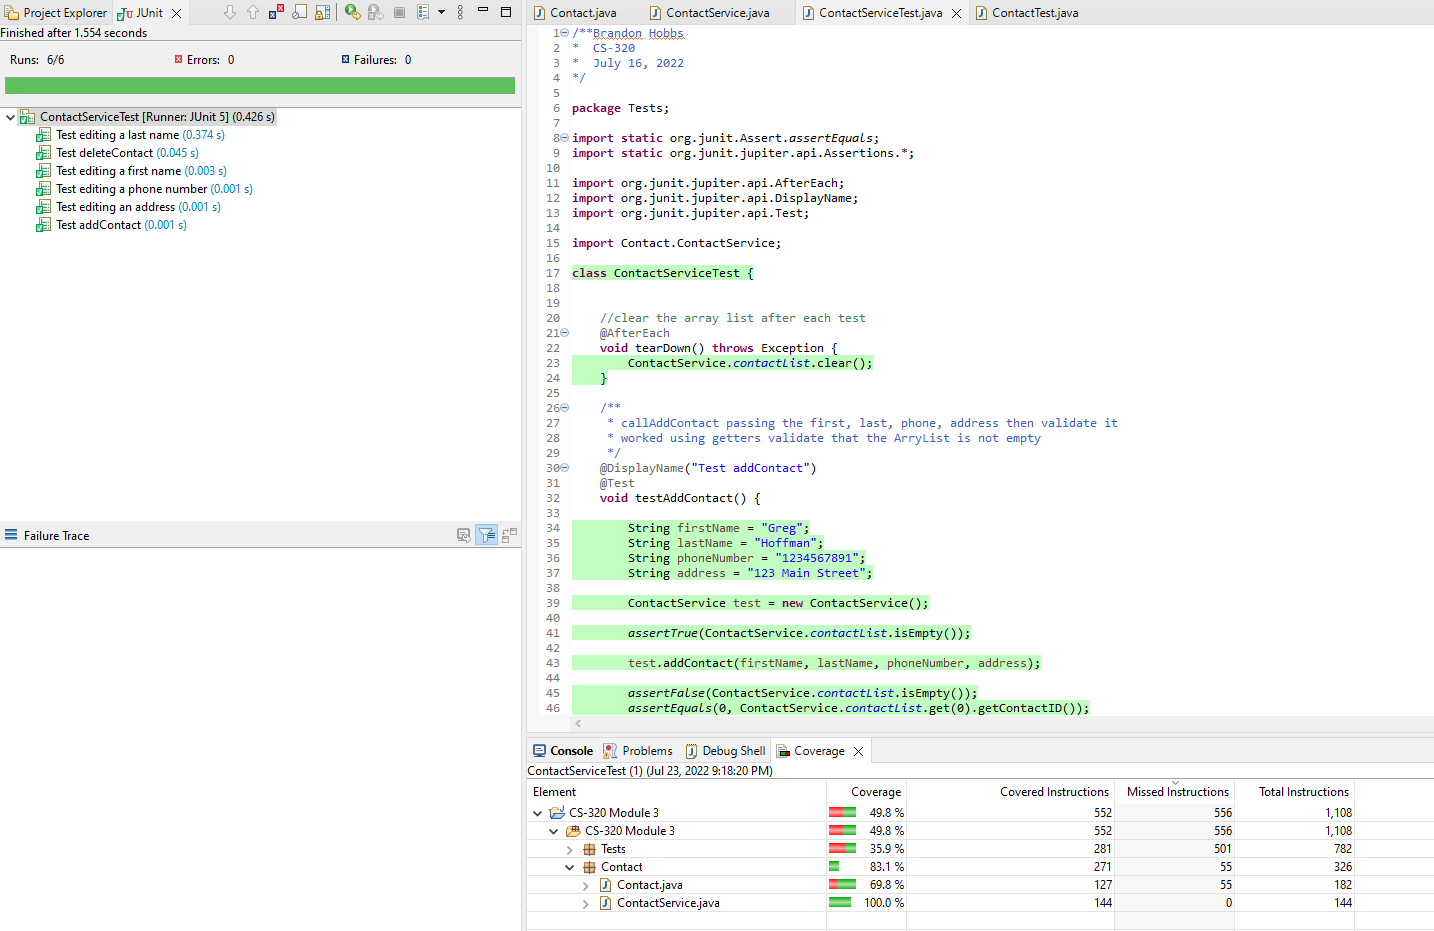 Project Explorer JUnit
Finished after 1.554 seconds
Runs: 6/6 Errors: 0 Failures: 0
ContactServiceTest [Runner: JUnit 5] (0.426 s)
Test editing a last name (0.374 s)
Test deleteContact (0.045 s)
Test editing a first name (0.003 s)
Test editing a phone number (0.001 s)
Test editing an address (0.001 s)
Test addContact (0.001 s)
Failure Trace
Contact.java ContactService.java ContactServiceTest.java ContactTest.java
1 /**Brandon Hobbs
2 *  CS-320
3 *  July 16, 2022
4 */
5
6 package Tests;
7
8 import static org.junit.Assert.assertEquals;
9 import static org.junit.jupiter.api.Assertions.*;
10
11 import org.junit.jupiter.api.AfterEach;
12 import org.junit.jupiter.api.DisplayName;
13 import org.junit.jupiter.api.Test;
14
15 import Contact.ContactService;
16
17 class ContactServiceTest {
18
19
20     //clear the array list after each test
21     @AfterEach
22     void tearDown() throws Exception {
23         ContactService.contactList.clear();
24     }
25
26     /**
27      * callAddContact passing the first, last, phone, address then validate it
28      * worked using getters validate that the ArryList is not empty
29      */
30     @DisplayName("Test addContact")
31     @Test
32     void testAddContact() {
33
34         String firstName = "Greg";
35         String lastName = "Hoffman";
36         String phoneNumber = "1234567891";
37         String address = "123 Main Street";
38
39         ContactService test = new ContactService();
40
41         assertTrue(ContactService.contactList.isEmpty());
42
43         test.addContact(firstName, lastName, phoneNumber, address);
44
45         assertFalse(ContactService.contactList.isEmpty());
46         assertEquals(0, ContactService.contactList.get(0).getContactID());
Console Problems Debug Shell Coverage
ContactServiceTest (1) (Jul 23, 2022 9:18:20 PM)
Element Coverage Covered Instructions Missed Instructions Total Instructions
CS-320 Module 3 49.8 % 552 556 1,108
CS-320 Module 3 49.8 % 552 556 1,108
Tests 35.9 % 281 501 782
Contact 83.1 % 271 55 326
Contact.java 69.8 % 127 55 182
ContactService.java 100.0 % 144 0 144